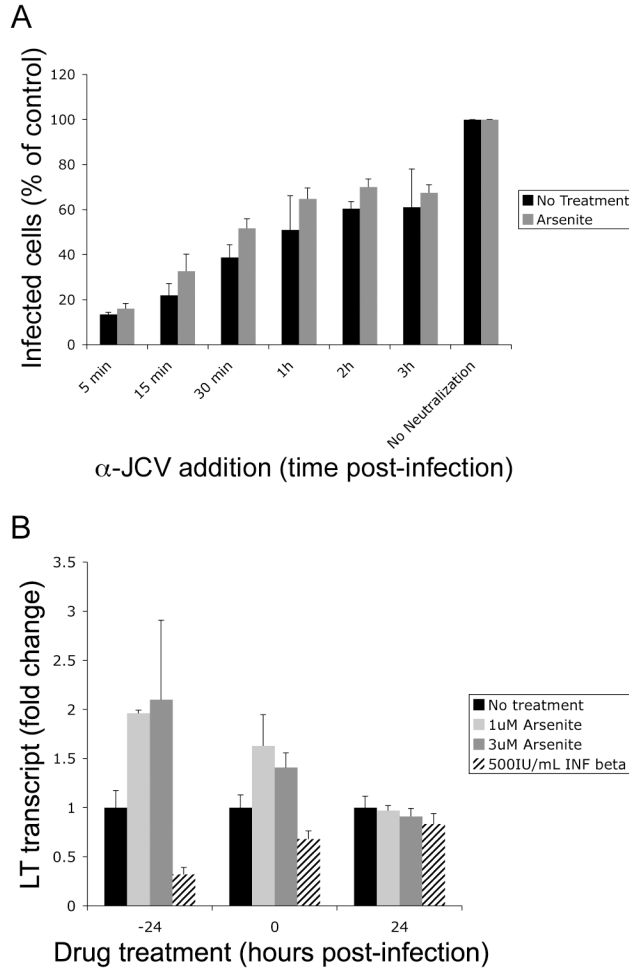 A
Infected cells (% of control)
120
100
80
60
40
20
0
5 min
15 min
30 min
1h
2h
3h
No Neutralization
α-JCV addition (time post-infection)
No Treatment
Arsenite
B
LT transcript (fold change)
3.5
3
2.5
2
1.5
1
0.5
0
-24
0
24
Drug treatment (hours post-infection)
No treatment
1uM Arsenite
3uM Arsenite
500IU/mL INF beta